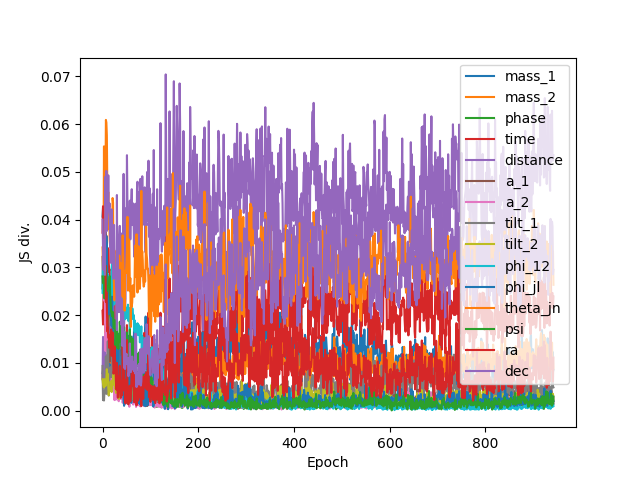 0.07
0.06
0.05
0.04
0.03
0.02
0.01
0.00
JS div.
0 200 400 600 800
Epoch
mass_1
mass_2
phase
time
distance
a_1
a_2
tilt_1
tilt_2
phi_12
phi_jl
theta_jn
psi
ra
dec